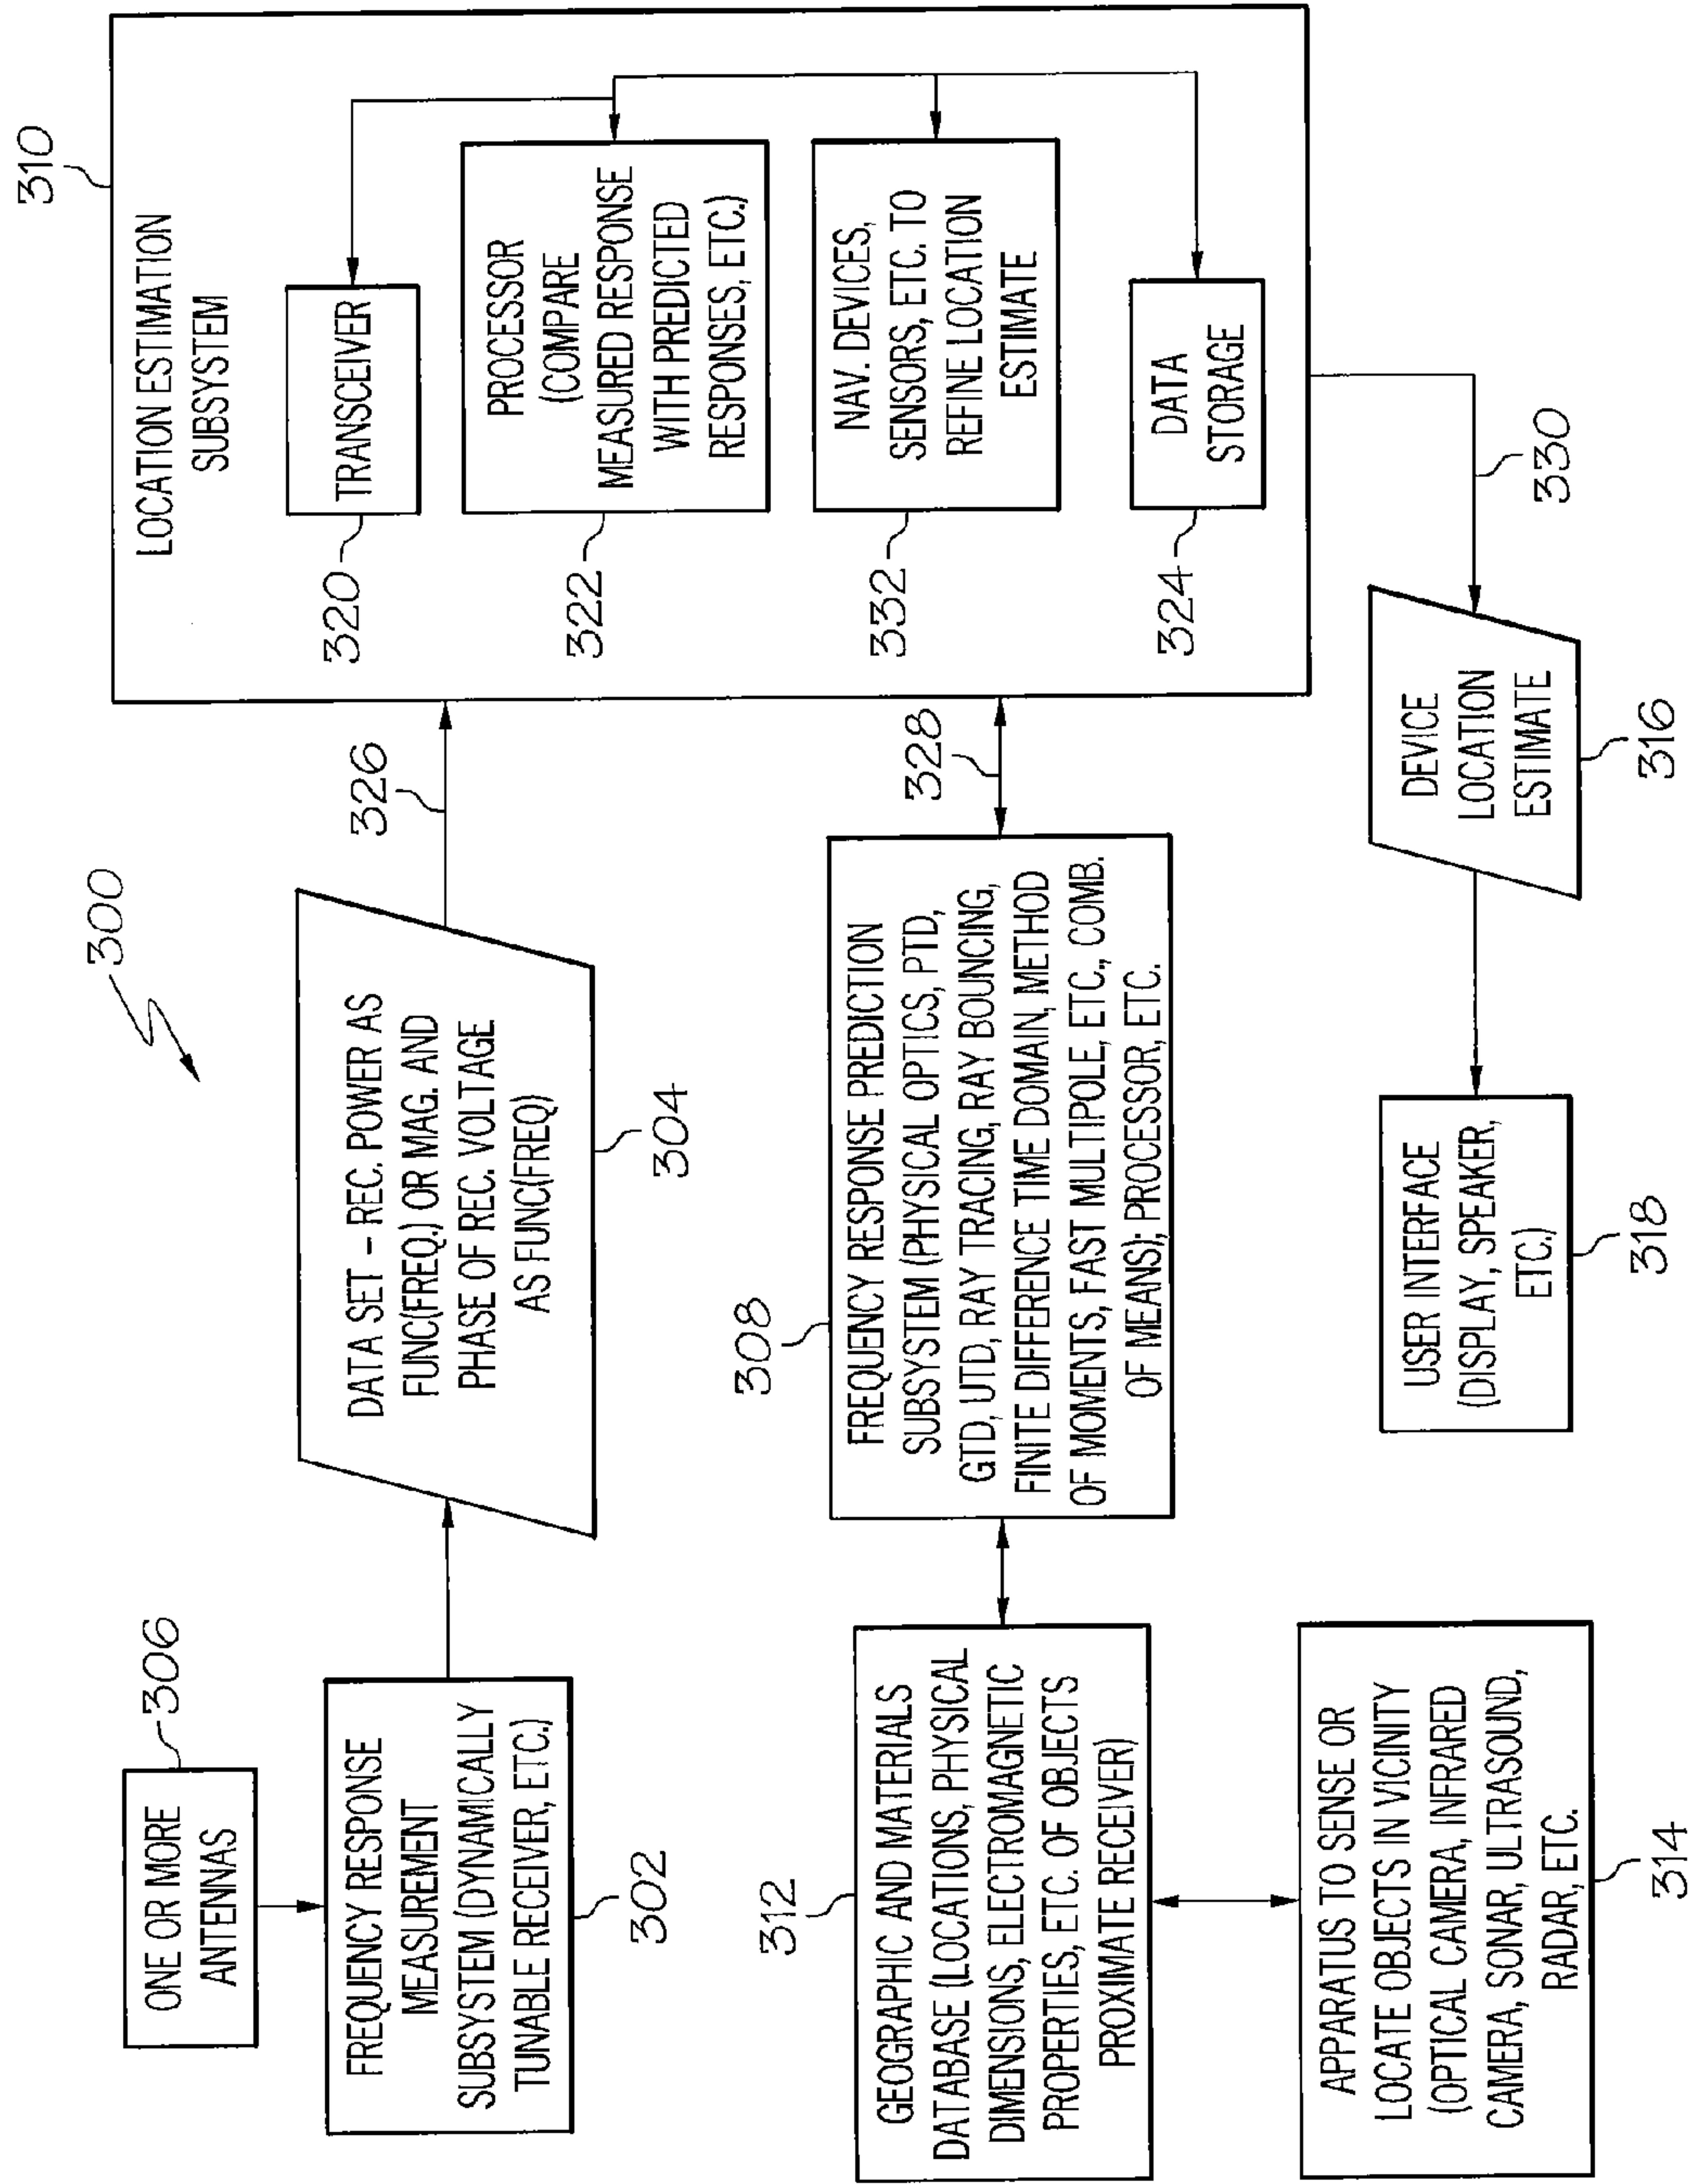 300
ONE OR MORE
ANTENNAS
306
FREQUENCY RESPONSE
MEASUREMENT
SUBSYSTEM (DYNAMICALLY
TUNABLE RECEIVER, ETC.)
302
DATA SET – REC. POWER AS
FUNC(FREQ.) OR MAG. AND
PHASE OF REC. VOLTAGE
AS FUNC(FREQ)
304
326
310
LOCATION ESTIMATION
SUBSYSTEM
TRANSCEIVER
320
PROCESSOR
(COMPARE
MEASURED RESPONSE
WITH PREDICTED
RESPONSES, ETC.)
322
NAV. DEVICES,
SENSORS, ETC. TO
REFINE LOCATION
ESTIMATE
332
DATA
STORAGE
324
312
GEOGRAPHIC AND MATERIALS
DATABASE (LOCATIONS, PHYSICAL
DIMENSIONS, ELECTROMAGNETIC
PROPERTIES, ETC. OF OBJECTS
PROXIMATE RECEIVER)
308
FREQUENCY RESPONSE PREDICTION
SUBSYSTEM (PHYSICAL OPTICS, PTD,
GTD, UTD, RAY TRACING, RAY BOUNCING,
FINITE DIFFERENCE TIME DOMAIN, METHOD
OF MOMENTS, FAST MULTIPOLE, ETC., COMB.
OF MEANS); PROCESSOR, ETC.
328
APPARATUS TO SENSE OR
LOCATE OBJECTS IN VICINITY
(OPTICAL CAMERA, INFRARED
CAMERA, SONAR, ULTRASOUND,
RADAR, ETC.
314
USER INTERFACE
(DISPLAY, SPEAKER,
ETC.)
318
DEVICE
LOCATION
ESTIMATE
316
330